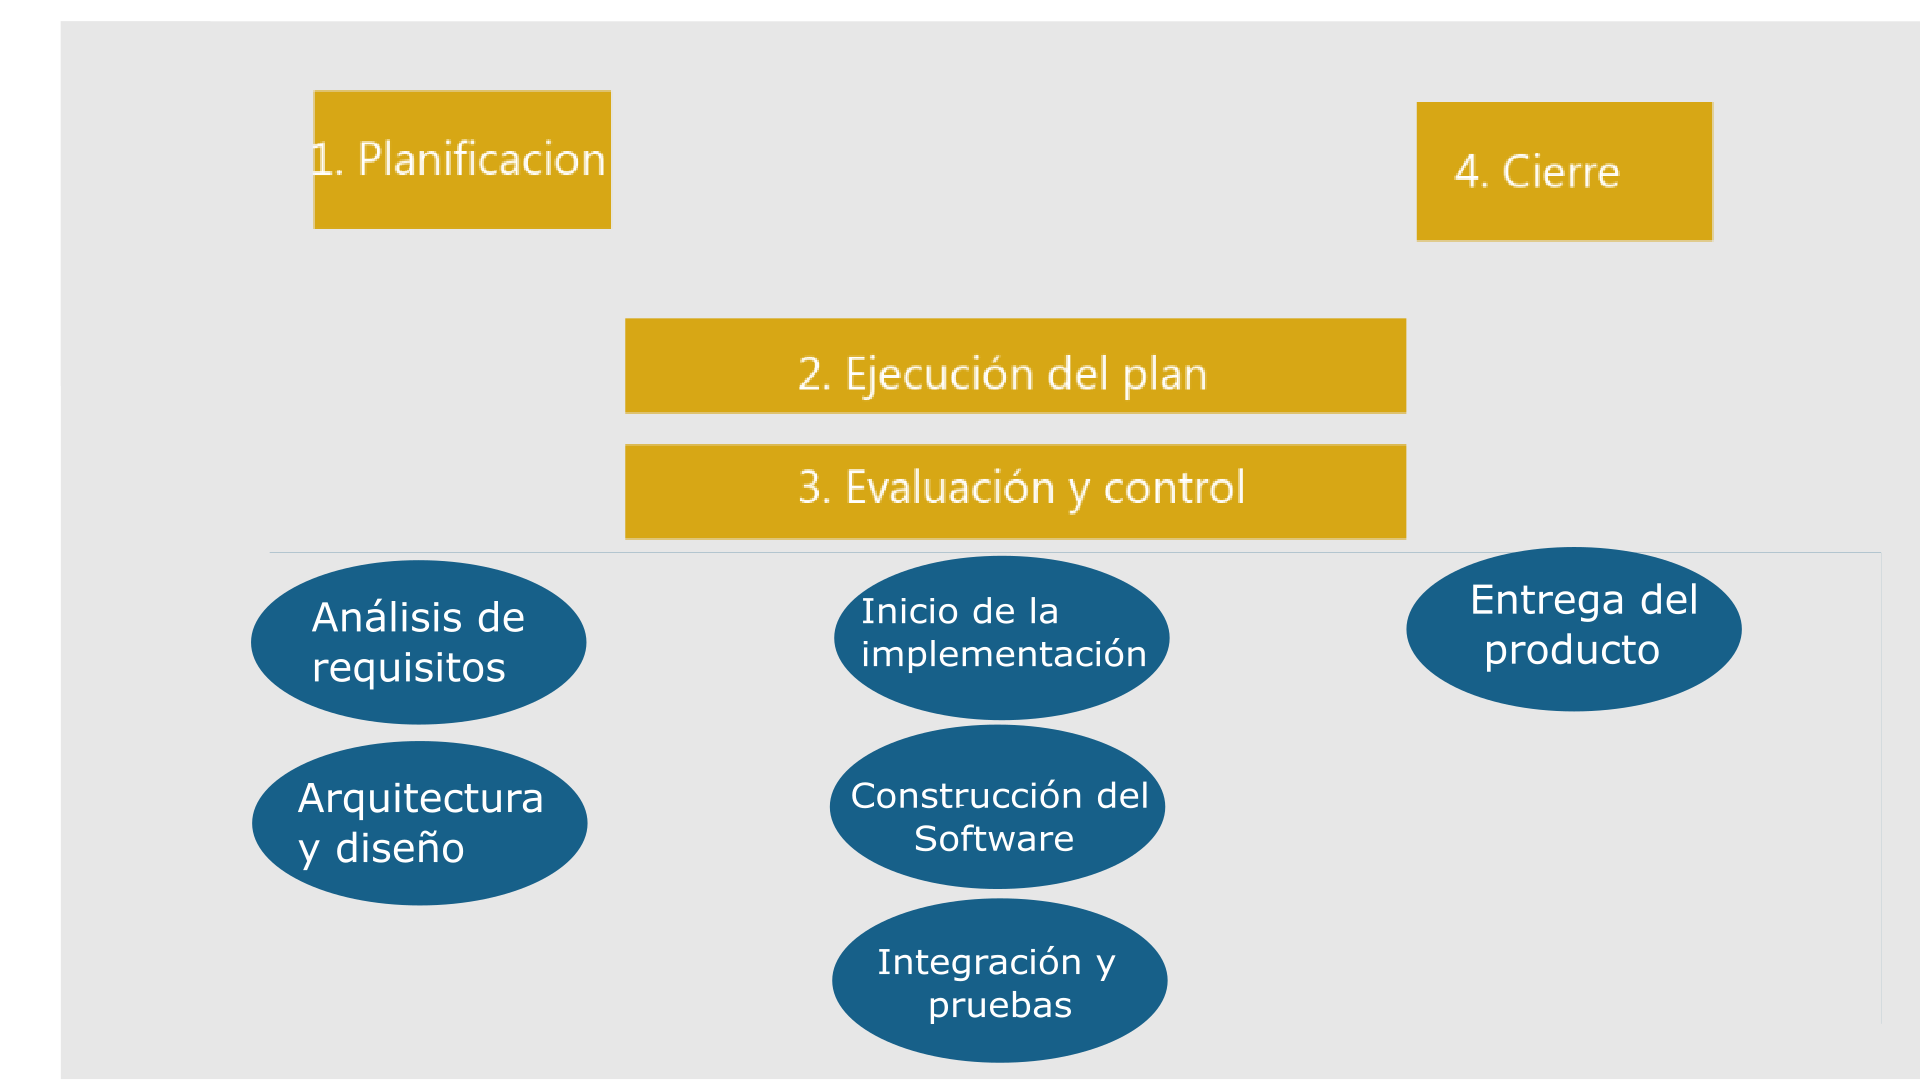 1. Planificacion
4. Cierre
2. Ejecución del plan
3. Evaluación y control
Análisis de
requisitos
Arquitectura
y diseño
Inicio de la
implementación
Construcción del
Software
Integración y
pruebas
Entrega del
producto